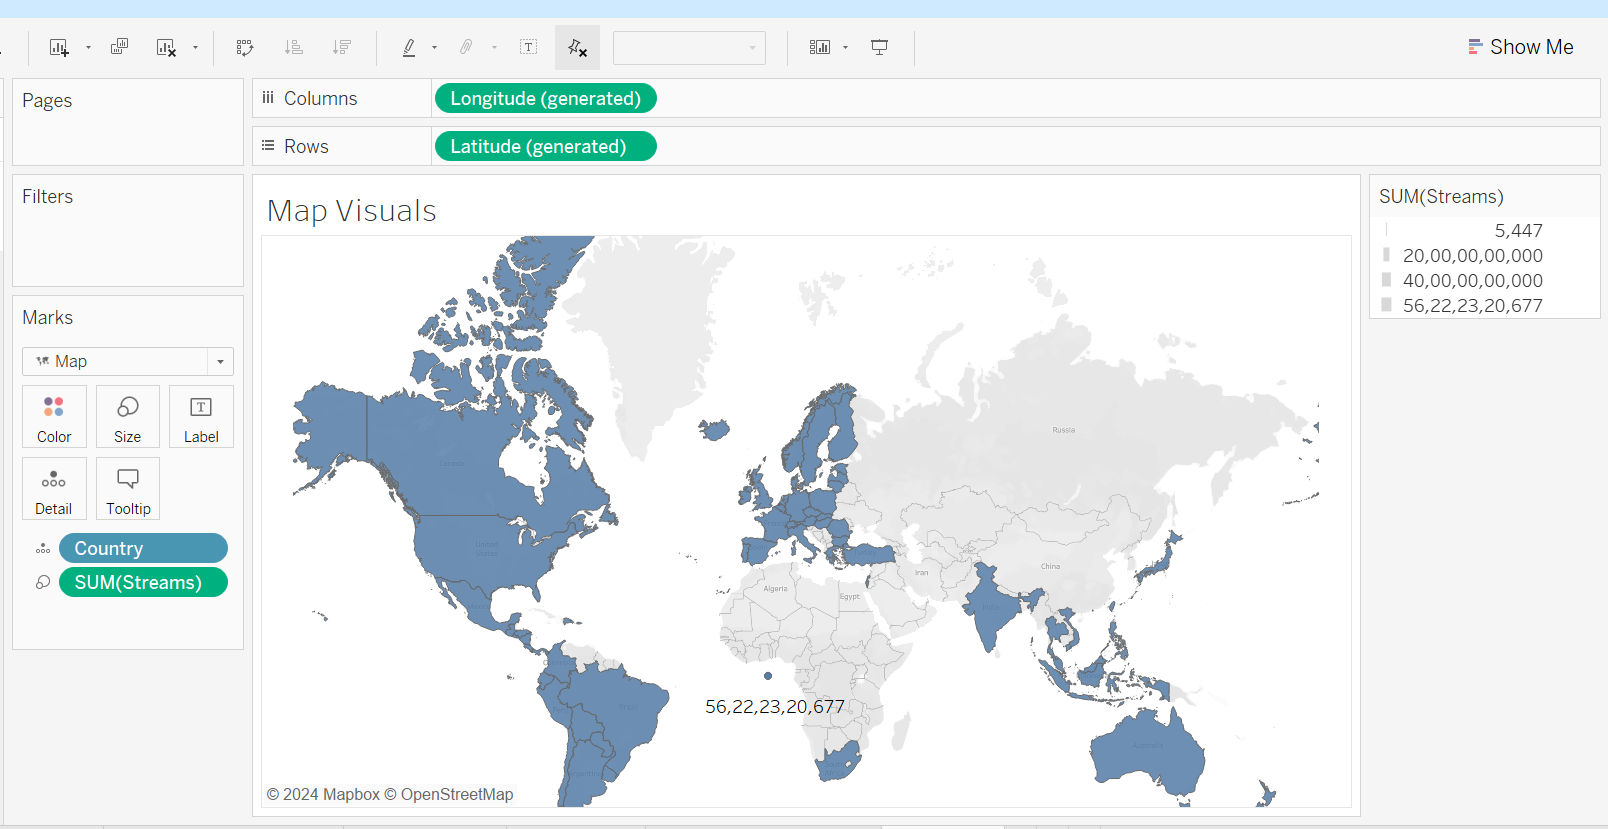 Show Me
Pages
Columns
Longitude (generated)
Rows
Latitude (generated)
Filters
Map Visuals
SUM(Streams)
5,447
20,00,00,00,000
40,00,00,00,000
56,22,23,20,677
Marks
Map
Color
Size
T
Label
Detail
Tooltip
Country
SUM(Streams)
Russia
Canada
United
States
China
Iran
Algeria
Egypt
India
Brazil
Australia
Argentina
56,22,23,20,677
© 2024 Mapbox © OpenStreetMap